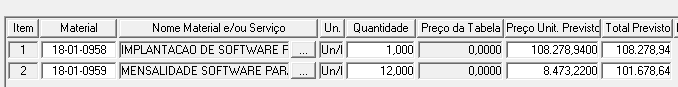 Item Material Nome Material e/ou Serviço Un. Quantidade Preço da Tabela Preço Unit. Previsto Total Previsto
1 18-01-0958 IMPLANTACAO DE SOFTWARE F ... Un/I 1,000 0,0000 108.278,9400 108.278,94
2 18-01-0959 MENSALIDADE SOFTWARE PAR. ... Un/I 12,000 0,0000 8.473,2200 101.678,64